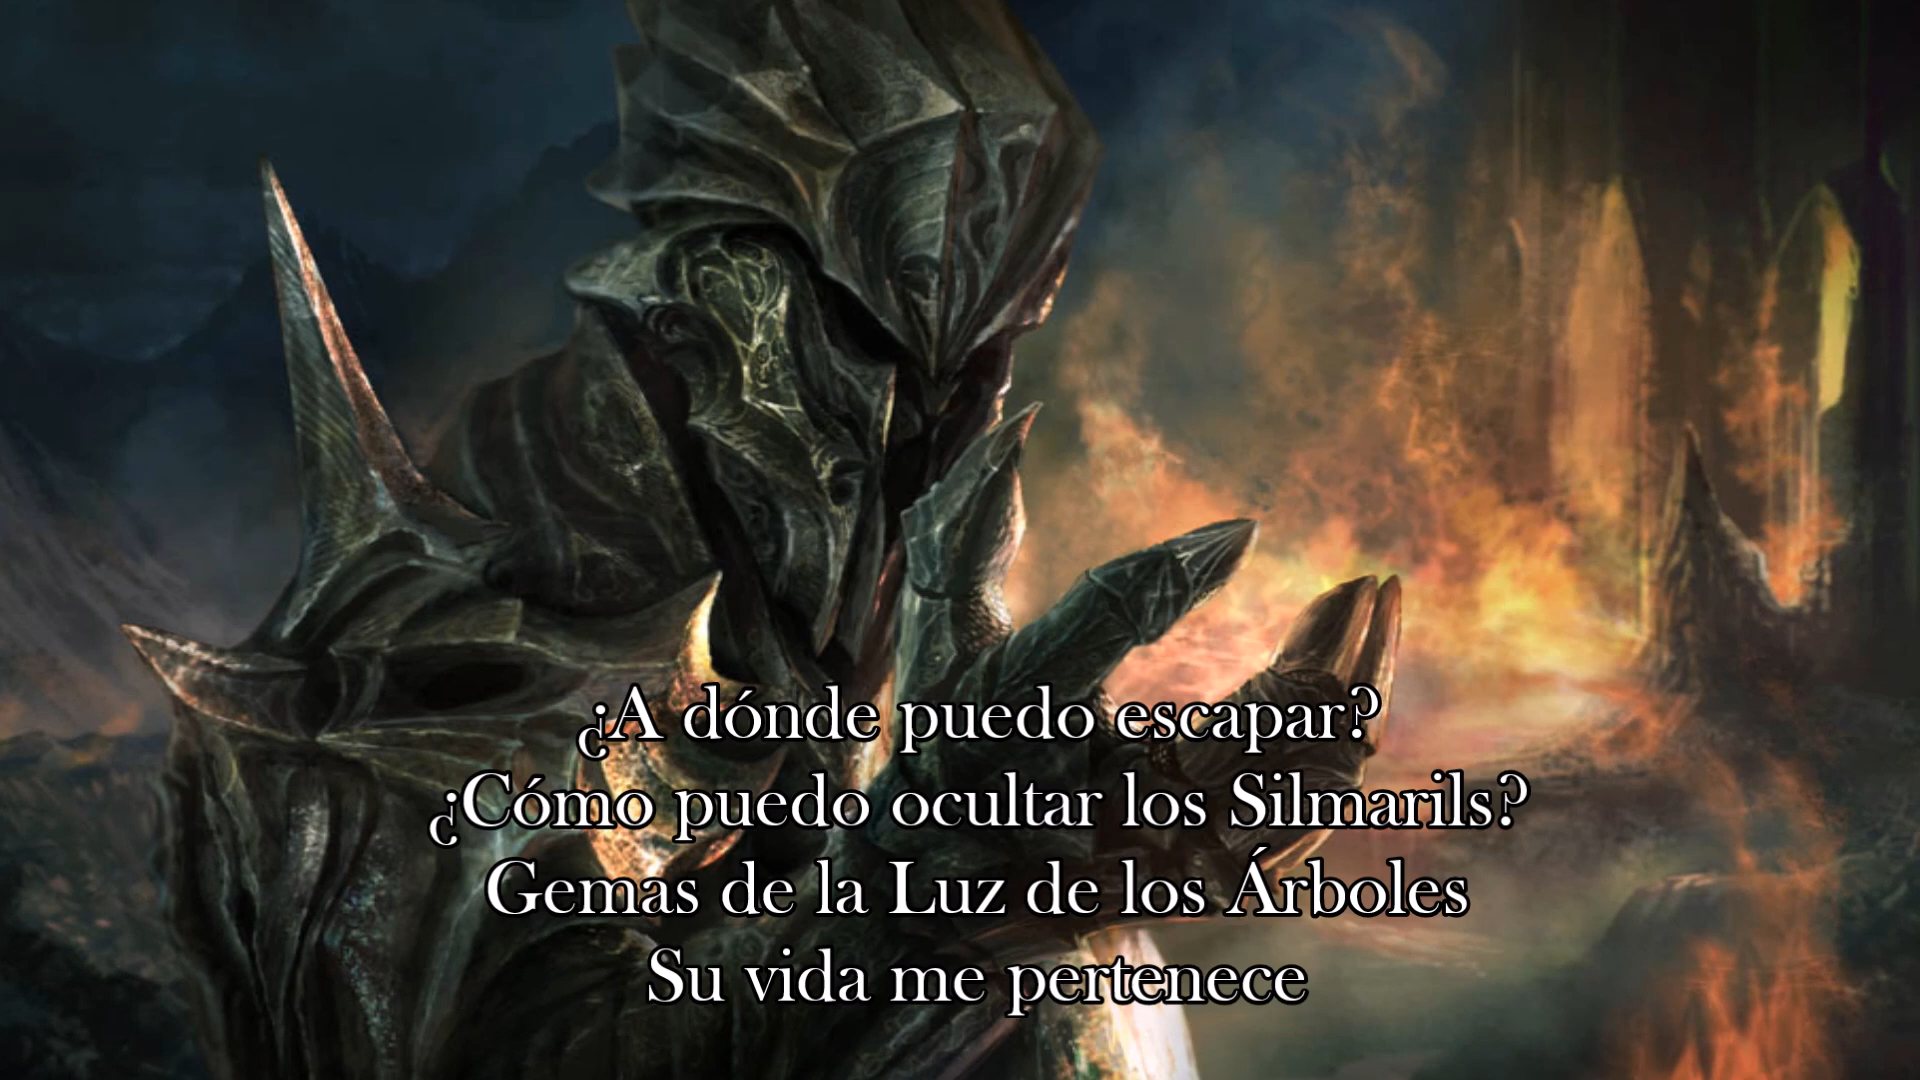 ¿A dónde puedo escapar?
¿Cómo puedo ocultar los Silmarils?
Gemas de la Luz de los Árboles
Su vida me pertenece